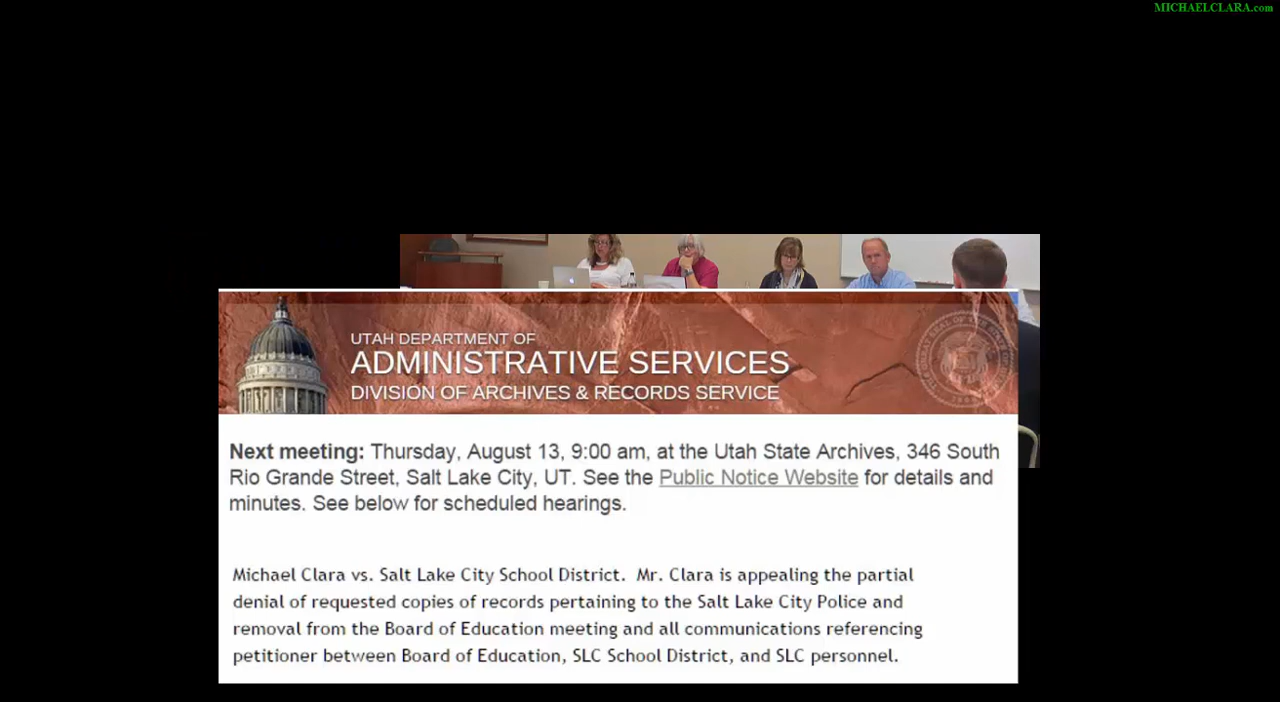 MICHAELCLARA.com
UTAH DEPARTMENT OF
ADMINISTRATIVE SERVICES
DIVISION OF ARCHIVES & RECORDS SERVICE
Next meeting: Thursday, August 13, 9:00 am, at the Utah State Archives, 346 South
Rio Grande Street, Salt Lake City, UT. See the Public Notice Website for details and
minutes. See below for scheduled hearings.
Michael Clara vs. Salt Lake City School District. Mr. Clara is appealing the partial
denial of requested copies of records pertaining to the Salt Lake City Police and
removal from the Board of Education meeting and all communications referencing
petitioner between Board of Education, SLC School District, and SLC personnel.